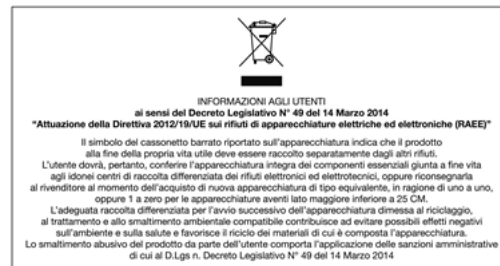 INFORMAZIONI AGLI UTENTI
ai sensi del Decreto Legislativo N° 49 del 14 Marzo 2014
"Attuazione della Direttiva 2012/19/UE sui rifiuti di apparecchiature elettriche ed elettroniche (RAEE)"
Il simbolo del cassonetto barrato riportato sull'apparecchiatura indica che il prodotto
alla fine della propria vita utile deve essere raccolto separatamente dagli altri rifiuti.
L'utente dovrà, pertanto, conferire l'apparecchiatura integra dei componenti essenziali giunta a fine vita
agli idonei centri di raccolta differenziata dei rifiuti elettronici ed elettrotecnici, oppure riconsegnarla
al rivenditore al momento dell'acquisto di nuova apparecchiatura di tipo equivalente, in ragione di uno a uno,
oppure 1 a zero per le apparecchiature aventi lato maggiore inferiore a 25 CM.
L'adeguata raccolta differenziata per l'avvio successivo dell'apparecchiatura dimessa al riciclaggio,
al trattamento e allo smaltimento ambientale compatibile contribuisce ad evitare possibili effetti negativi
sull'ambiente e sulla salute e favorisce il riciclo dei materiali di cui è composta l'apparecchiatura.
Lo smaltimento abusivo del prodotto da parte dell'utente comporta l'applicazione delle sanzioni amministrative
di cui al D.Lgs n. Decreto Legislativo N° 49 del 14 Marzo 2014